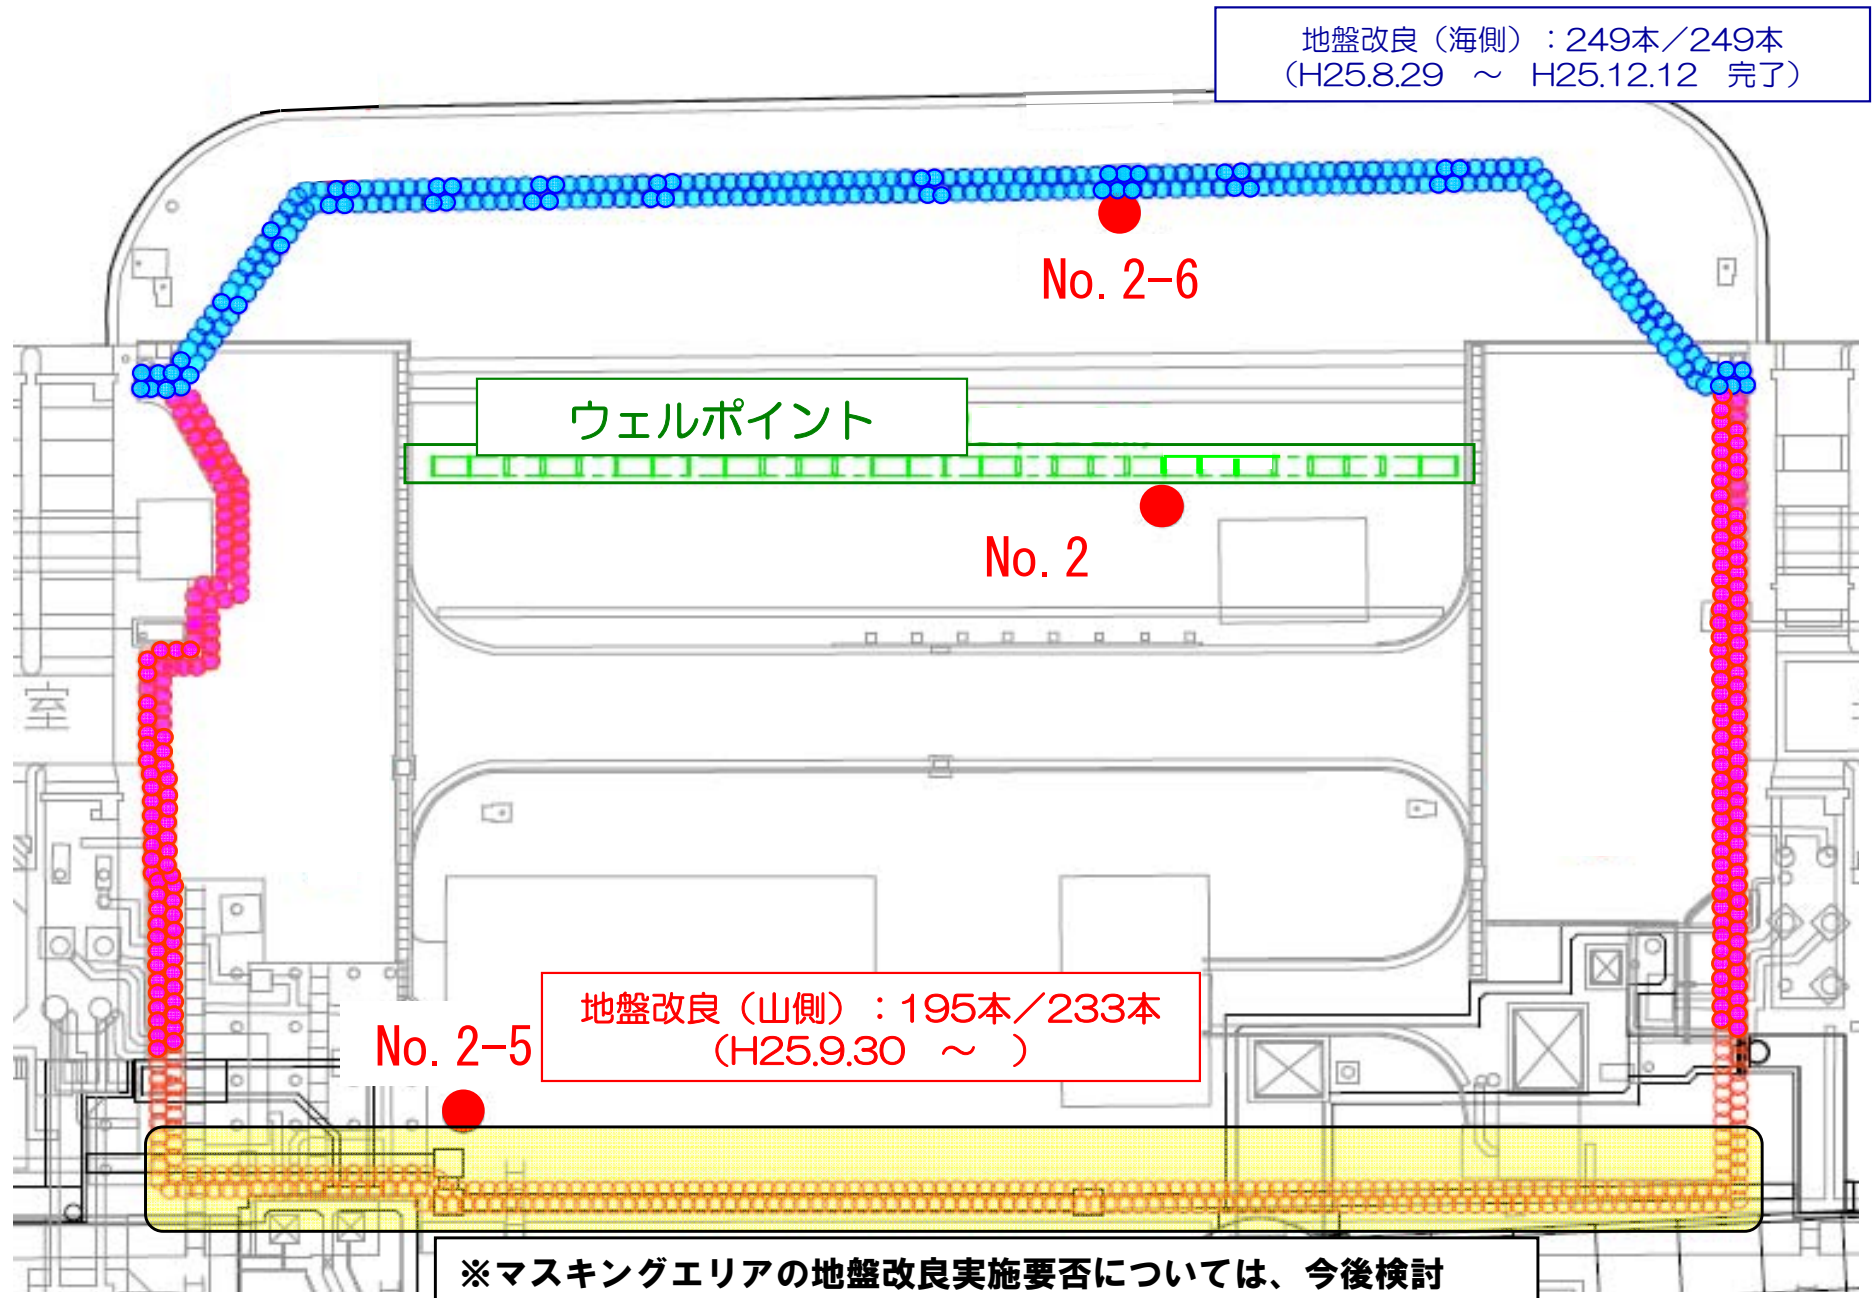 地盤改良（海側）：249本／249本
（H25.8.29　～　H25.12.12　完了）
No. 2-6
ウェルポイント
No. 2
室
地盤改良（山側）：195本／233本
（H25.9.30　～　）
No. 2-5
※マスキングエリアの地盤改良実施要否については、今後検討